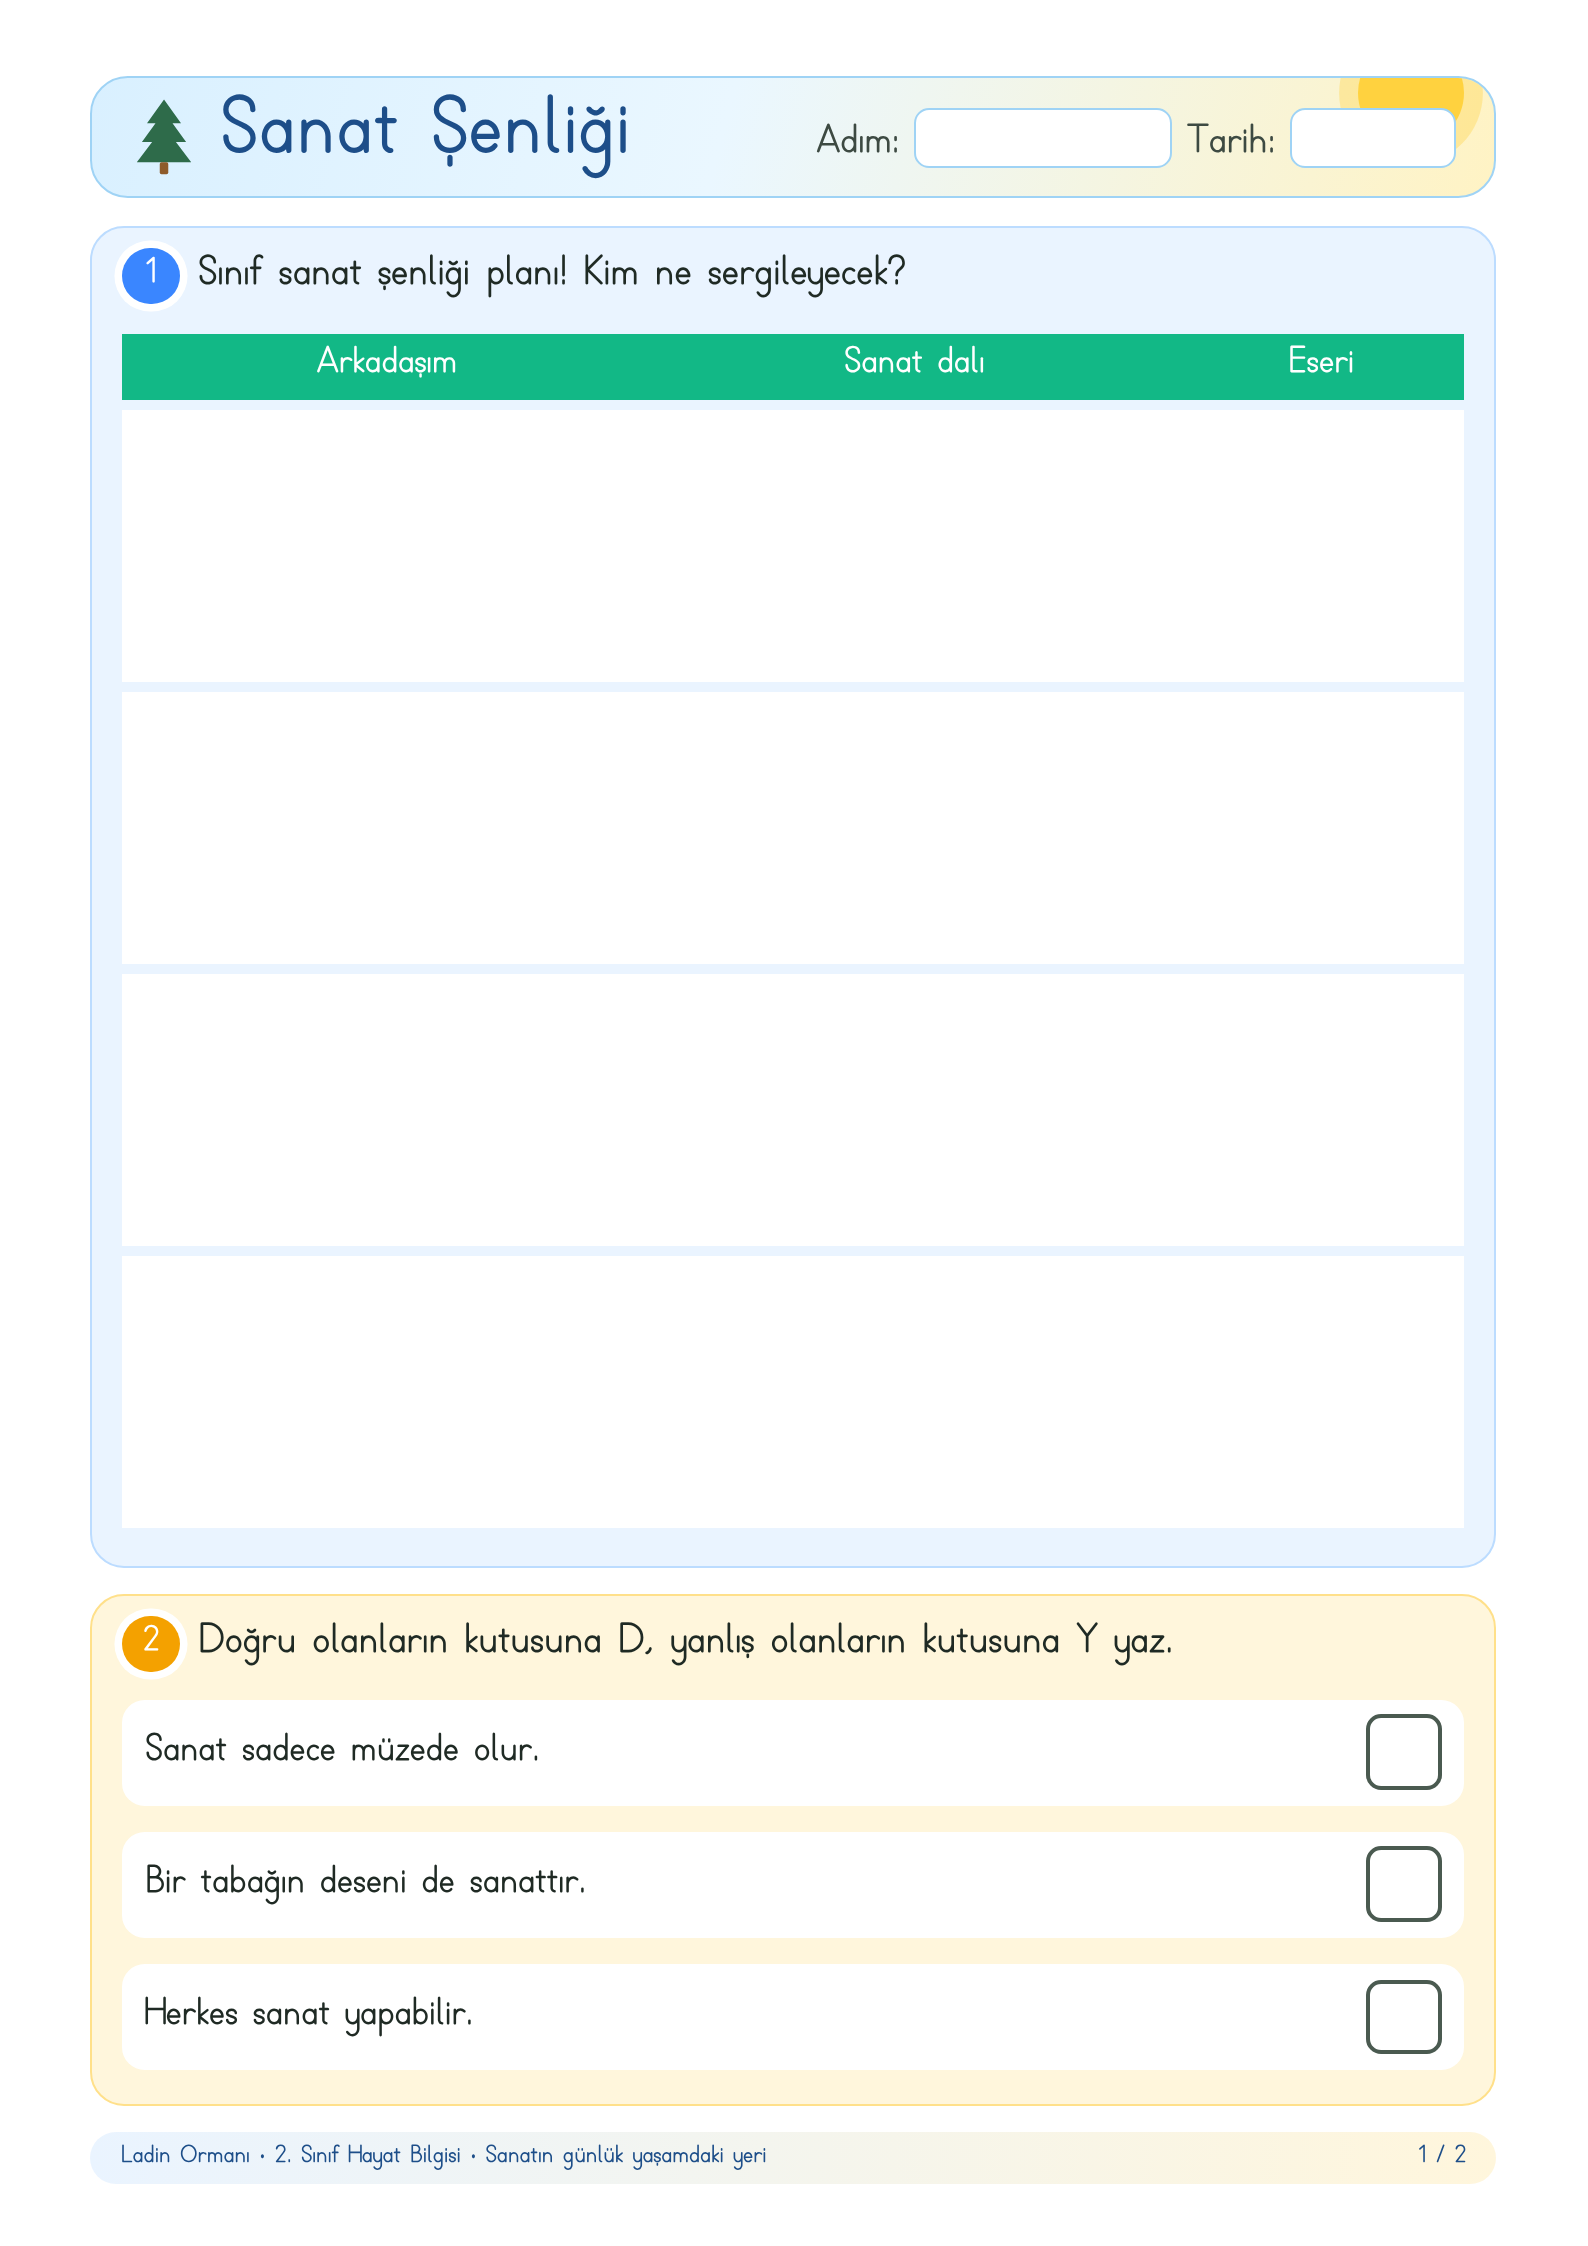 Sanat Şenliği
Adım:
Tarih:
1 Sınıf sanat şenliği planı! Kim ne sergileyecek?
Arkadaşım Sanat dalı Eseri
2 Doğru olanların kutusuna D, yanlış olanların kutusuna Y yaz.
Sanat sadece müzede olur.
Bir tabağın deseni de sanattır.
Herkes sanat yapabilir.
Ladin Ormanı • 2. Sınıf Hayat Bilgisi • Sanatın günlük yaşamdaki yeri 1 / 2